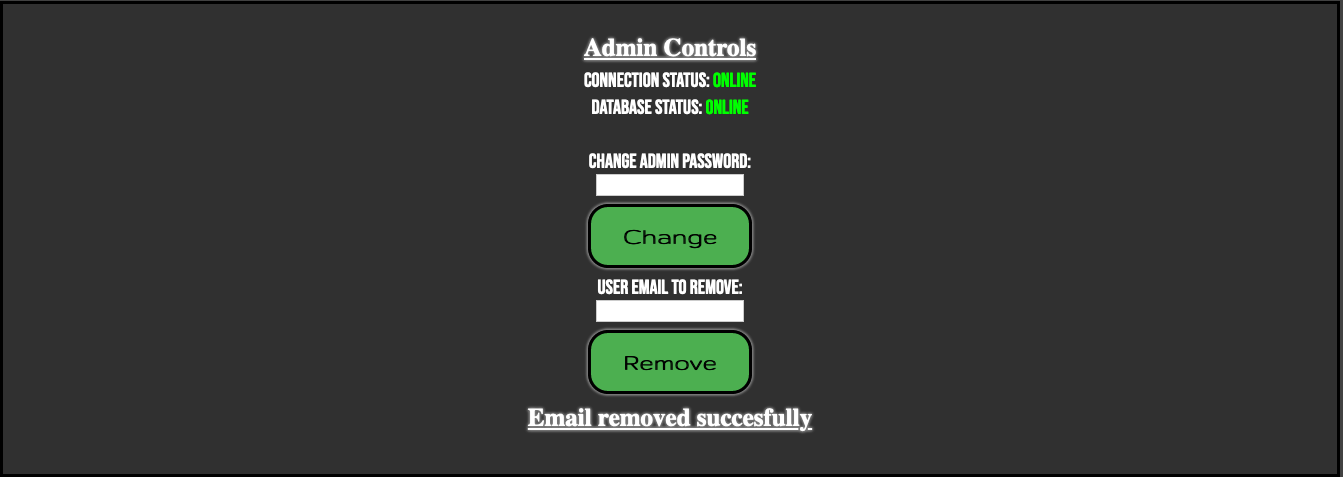 Admin Controls
CONNECTION STATUS: ONLINE
DATABASE STATUS: ONLINE
CHANGE ADMIN PASSWORD:
Change
USER EMAIL TO REMOVE:
Remove
Email removed succesfully